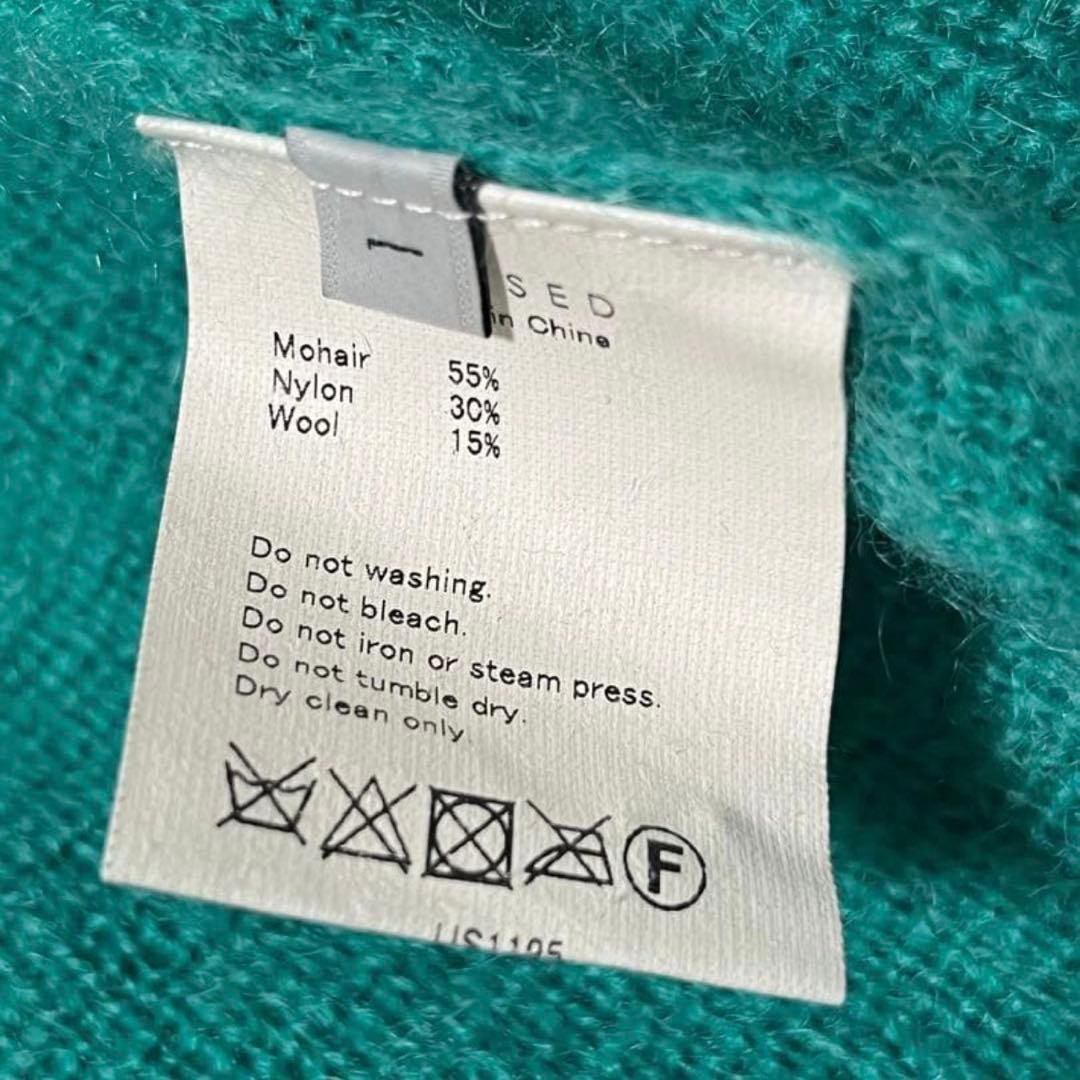 SED
in China
Mohair 55%
Nylon 30%
Wool 15%
Do not washing.
Do not bleach.
Do not iron or steam press.
Do not tumble dry.
Dry clean only.
F